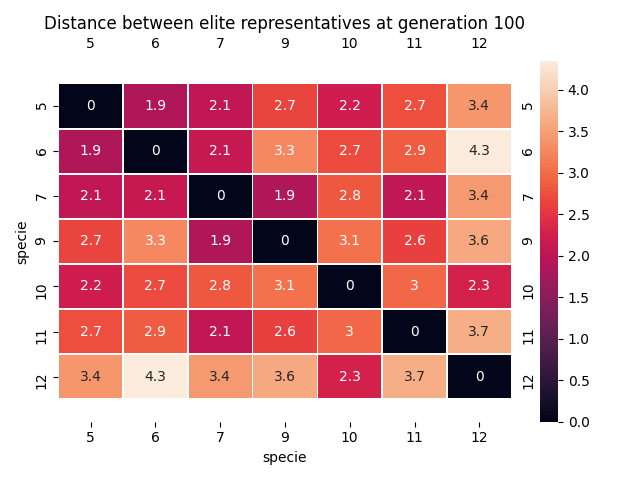 Distance between elite representatives at generation 100
5 6 7 9 10 11 12
5 0 1.9 2.1 2.7 2.2 2.7 3.4 5
6 1.9 0 2.1 3.3 2.7 2.9 4.3 6
7 2.1 2.1 0 1.9 2.8 2.1 3.4 7
9 2.7 3.3 1.9 0 3.1 2.6 3.6 9
10 2.2 2.7 2.8 3.1 0 3 2.3 10
11 2.7 2.9 2.1 2.6 3 0 3.7 11
12 3.4 4.3 3.4 3.6 2.3 3.7 0 12
5 6 7 9 10 11 12
specie
specie
4.0
3.5
3.0
2.5
2.0
1.5
1.0
0.5
0.0